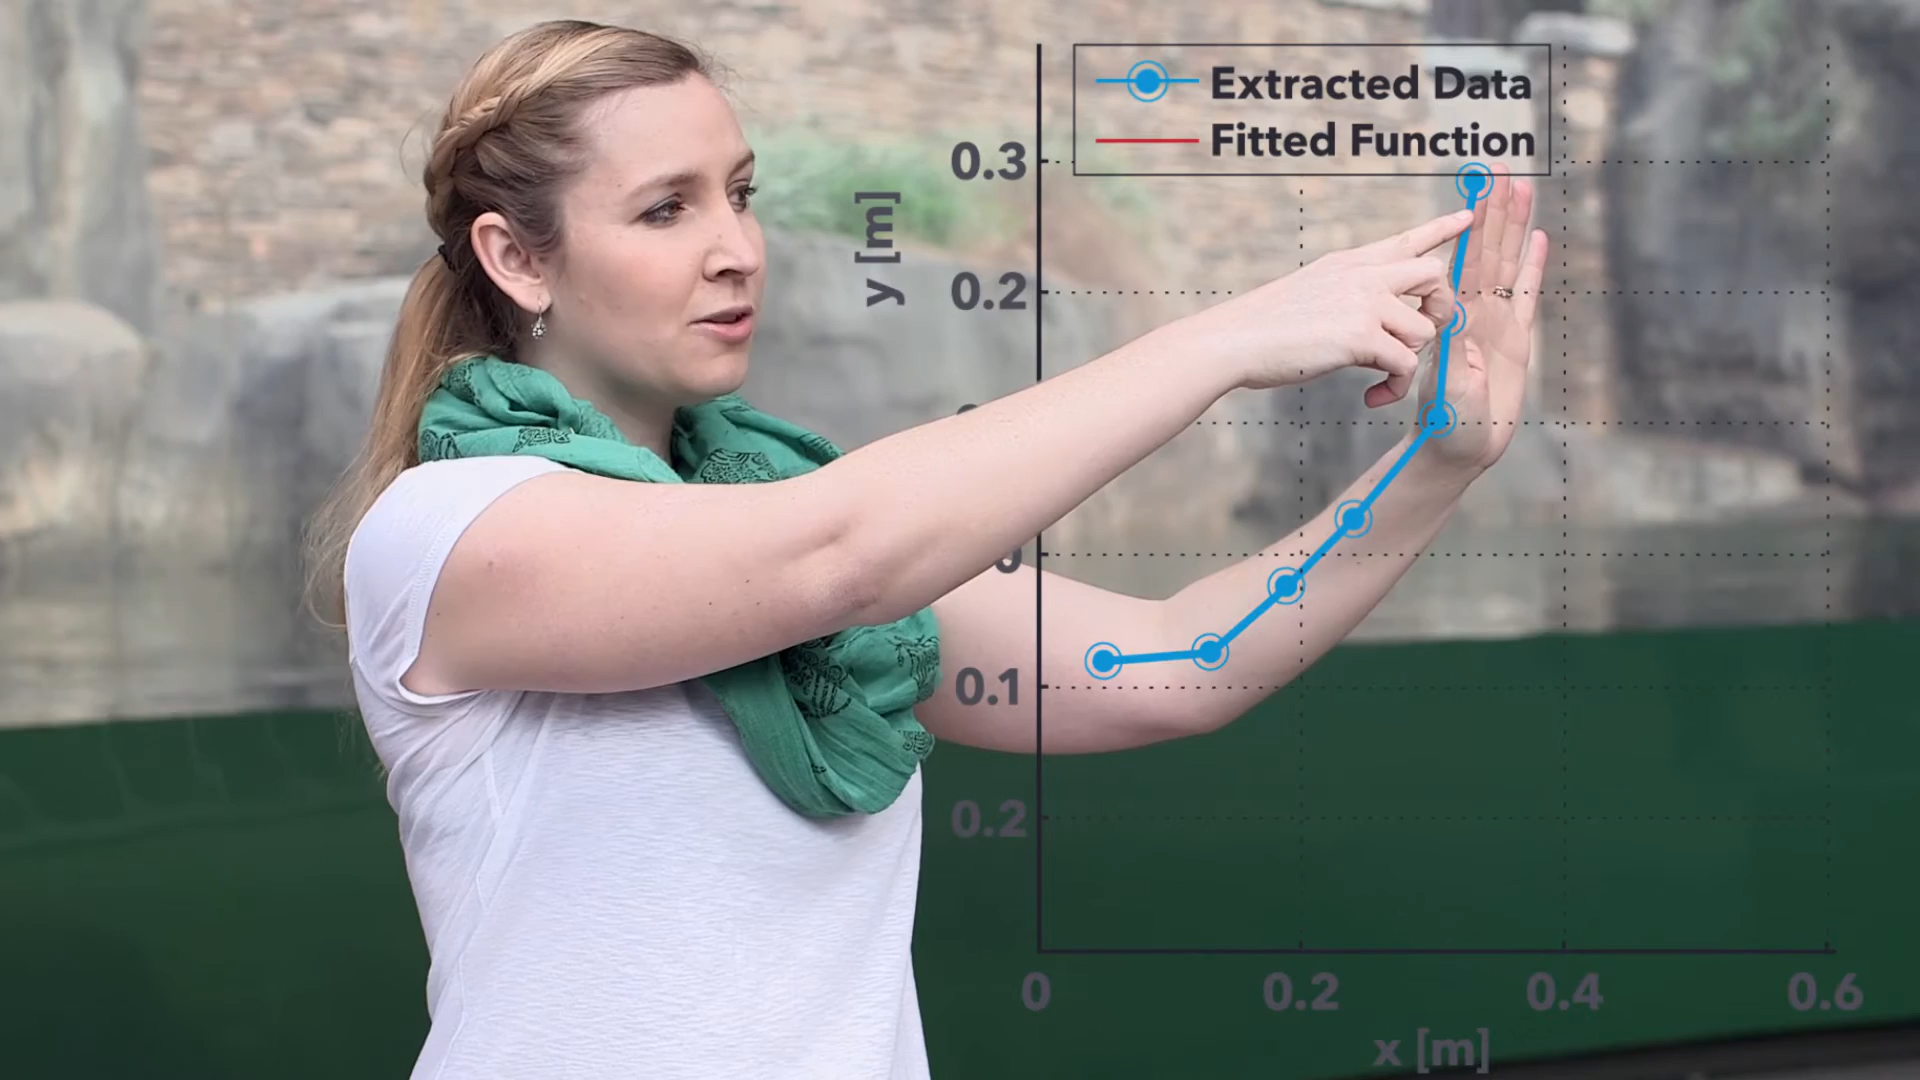 Extracted Data
Fitted Function
0.3
y [m]
0.2
0
0.1
0.2
0
0.2
0.4
0.6
x [m]